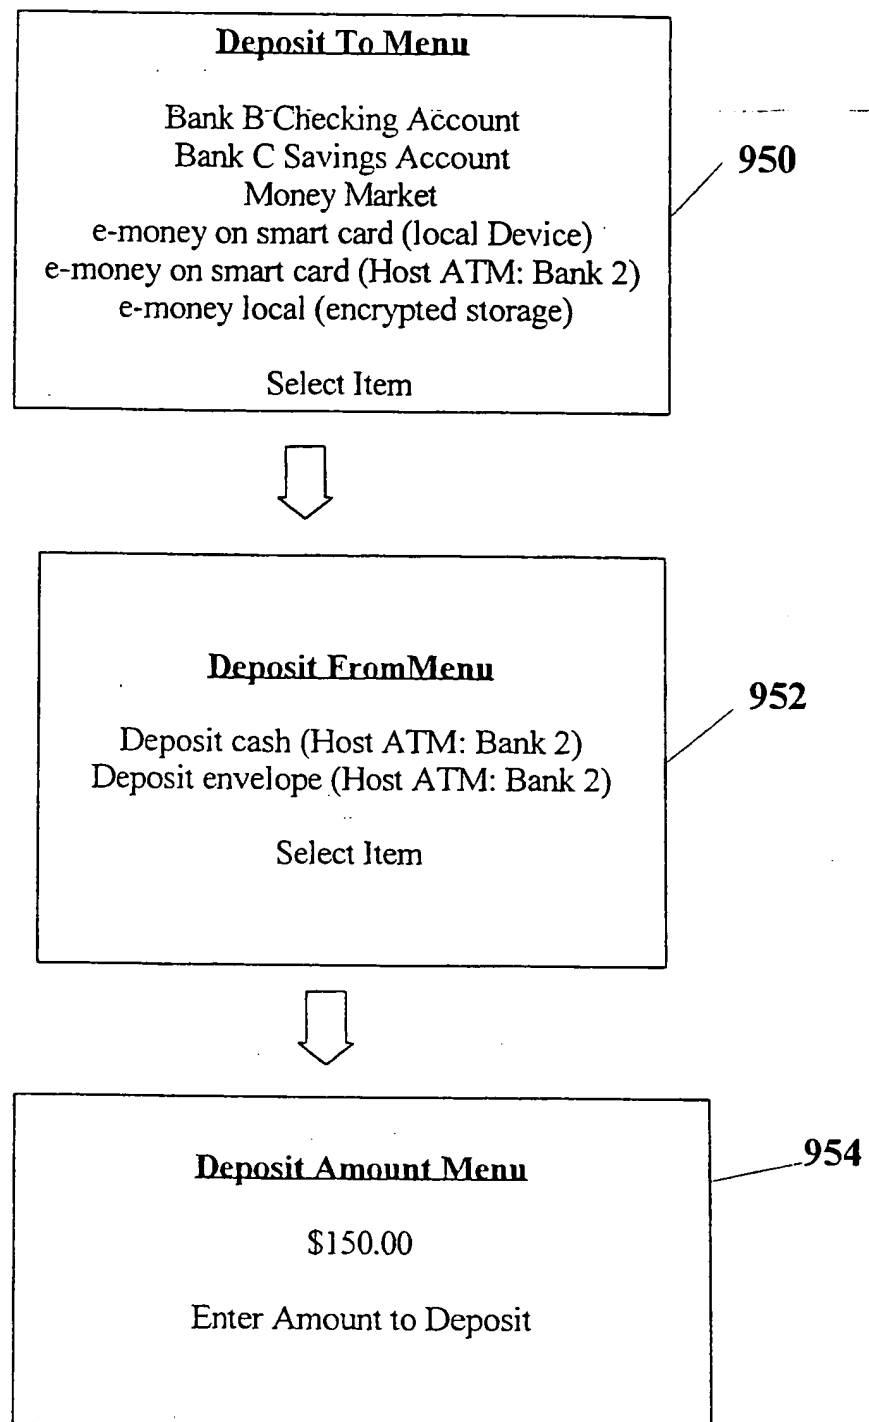 Deposit To Menu
Bank B Checking Account
Bank C Savings Account
Money Market
e-money on smart card (local Device)
e-money on smart card (Host ATM: Bank 2)
e-money local (encrypted storage)
Select Item
950
Deposit FromMenu
Deposit cash (Host ATM: Bank 2)
Deposit envelope (Host ATM: Bank 2)
Select Item
952
Deposit Amount Menu
$150.00
Enter Amount to Deposit
954